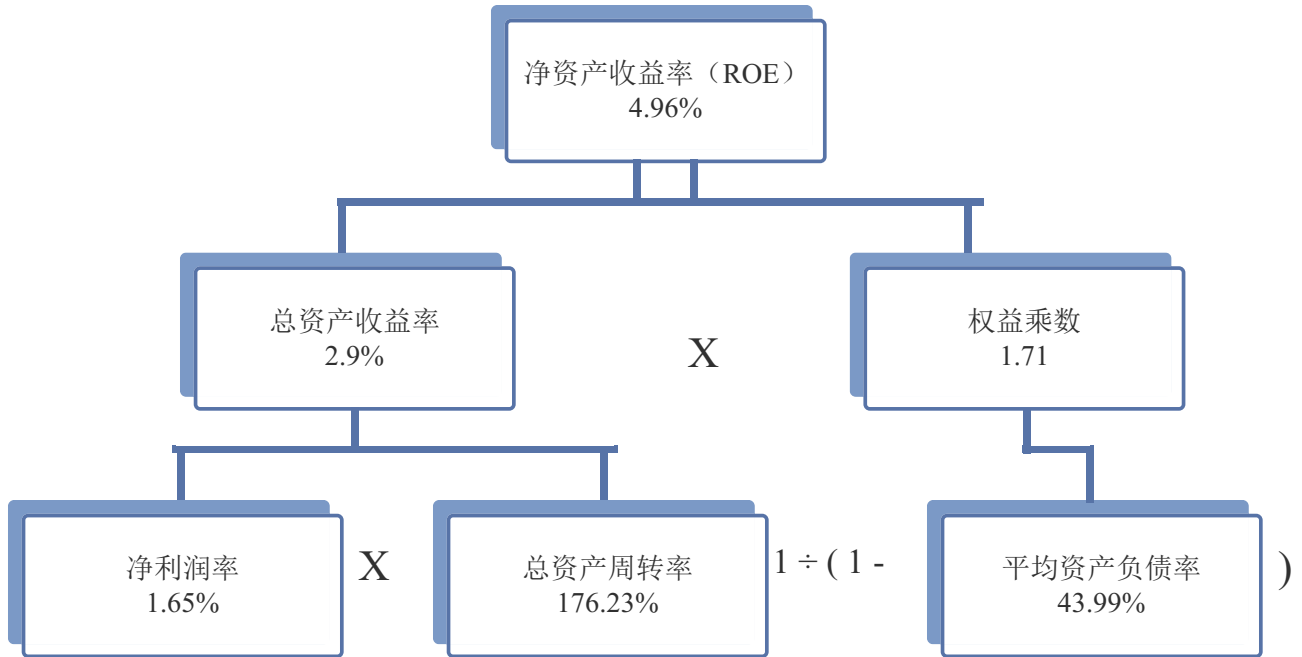 净资产收益率（ROE）
4.96%
总资产收益率
2.9%
X
权益乘数
1.71
净利润率
1.65%
X
总资产周转率
176.23%
1 ÷ ( 1 -
平均资产负债率
43.99%
)